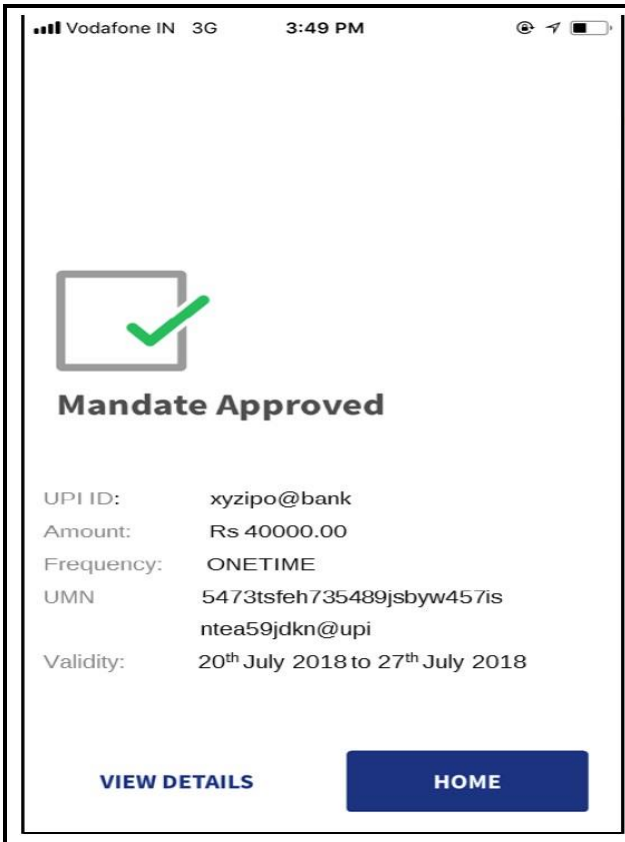 Vodafone IN 3G 3:49 PM
Mandate Approved
UPI ID: xyzipo@bank
Amount: Rs 40000.00
Frequency: ONETIME
UMN 5473tsfeh735489jsbyw457is
ntea59jdkn@upi
Validity: 20th July 2018 to 27th July 2018
VIEW DETAILS HOME